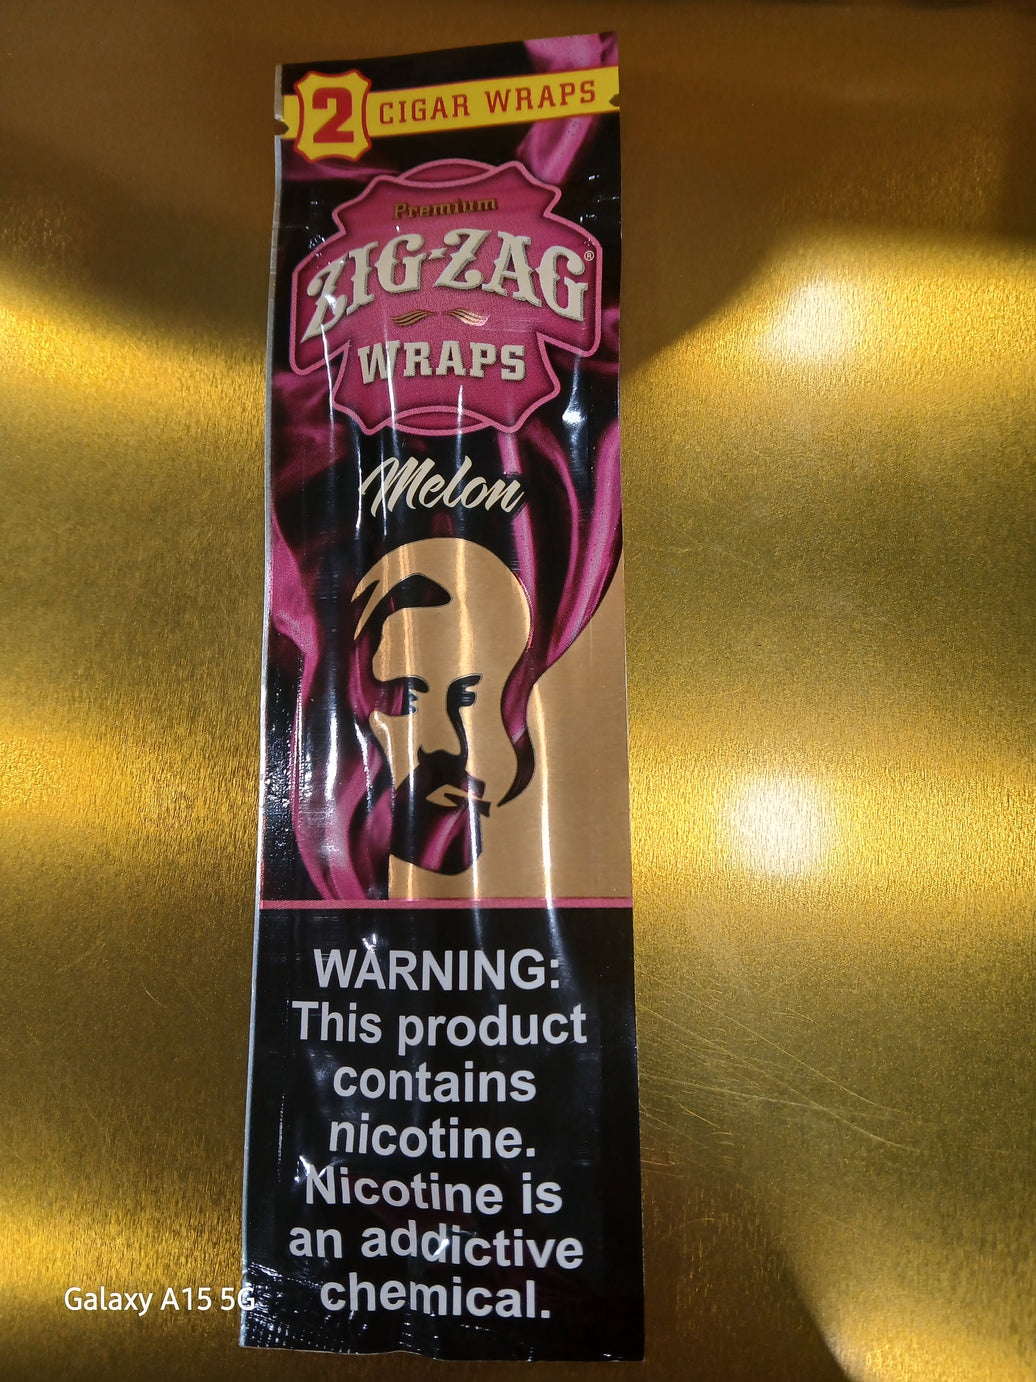 2 CIGAR WRAPS
Premium
ZIG-ZAG®
WRAPS
Melon
WARNING:
This product
contains
nicotine.
Nicotine is
an addictive
chemical.
Galaxy A15 5G